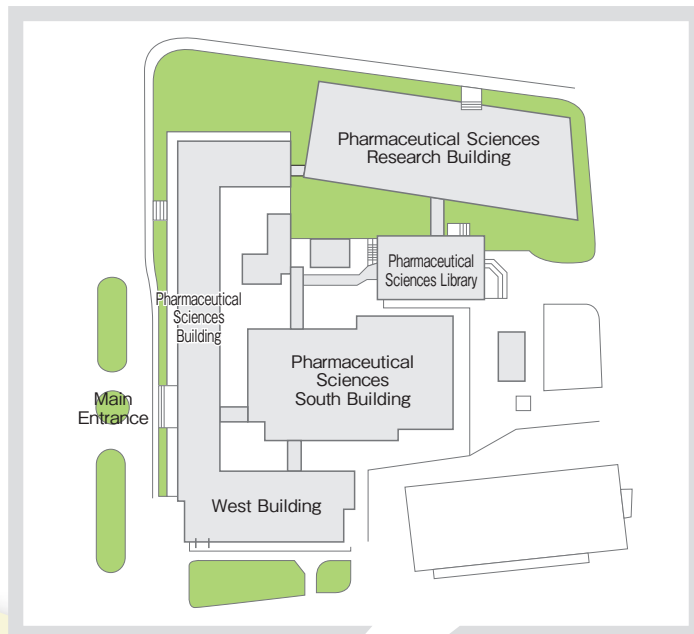 Pharmaceutical Sciences
Research Building
Pharmaceutical
Sciences Library
Pharmaceutical
Sciences
Building
Pharmaceutical
Sciences
South Building
Main
Entrance
West Building